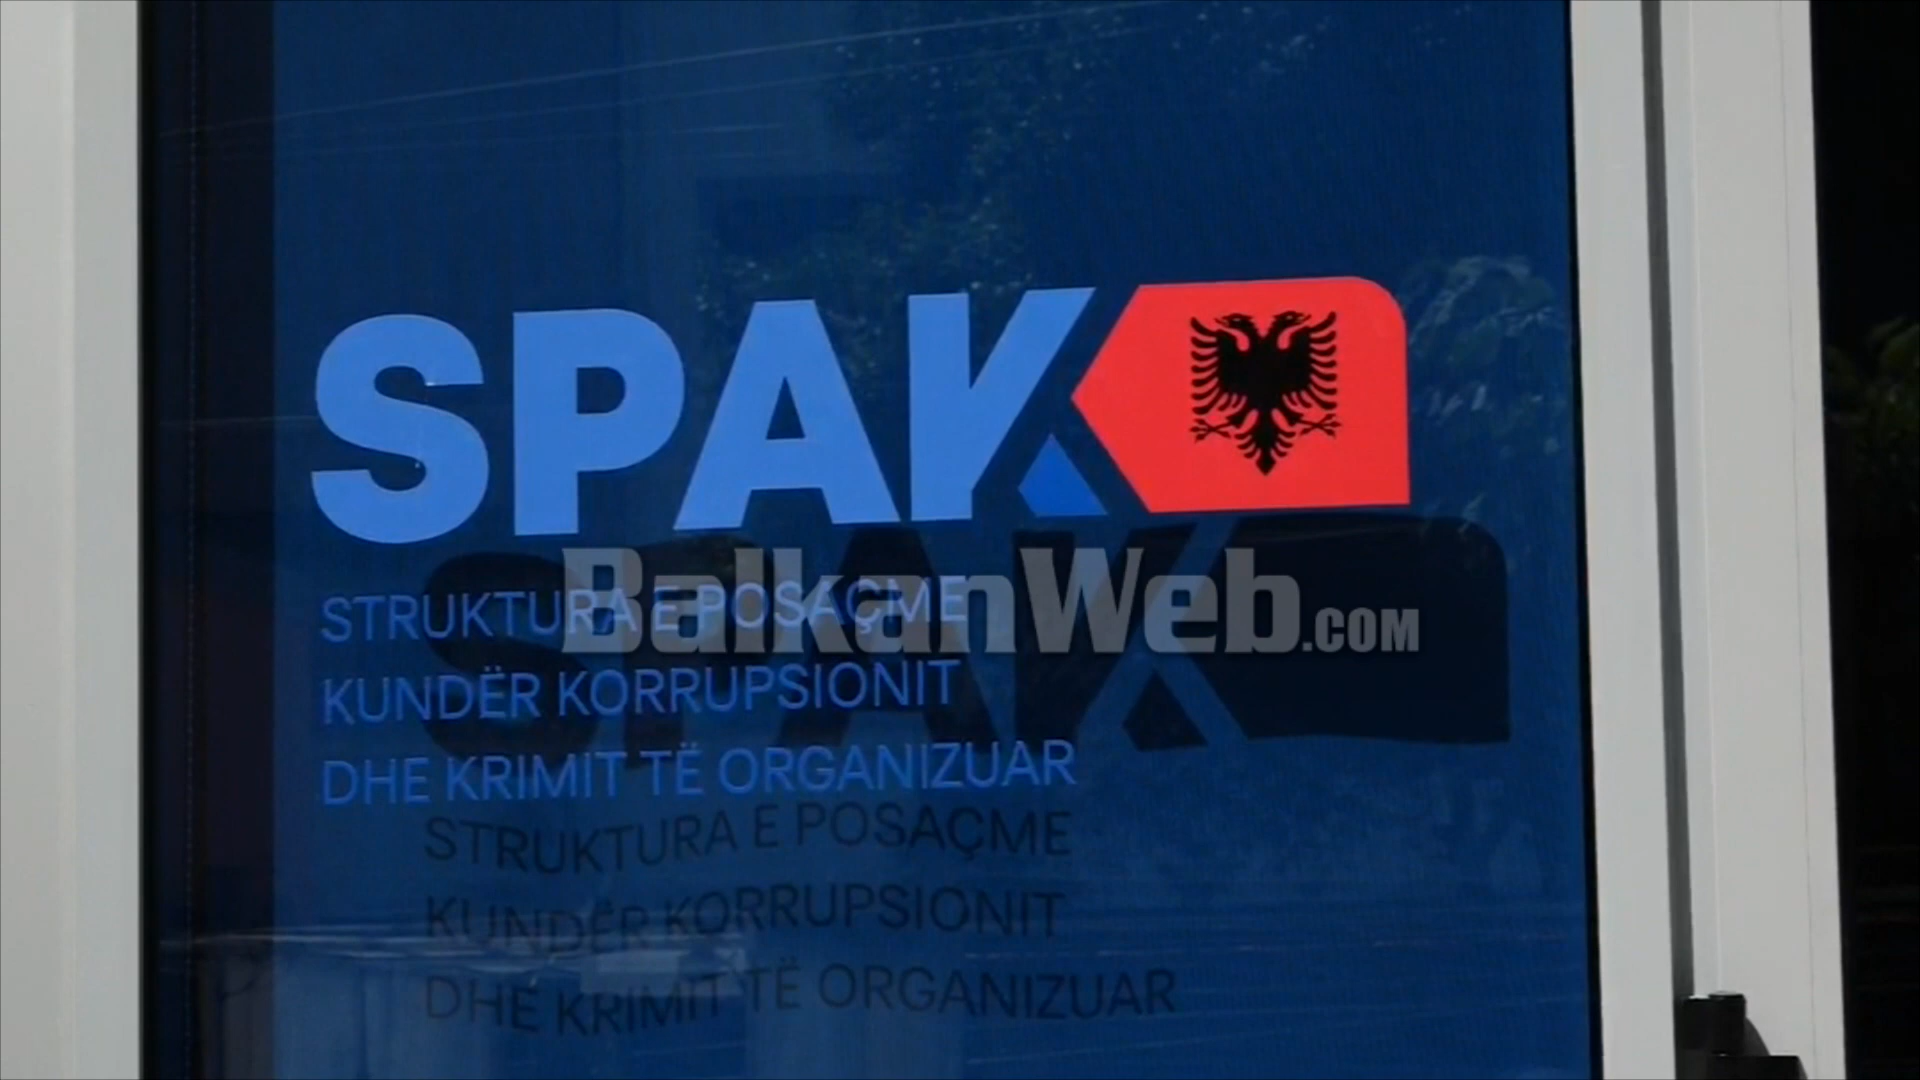 SPAK
STRUKTURA E POSAÇME
KUNDËR KORRUPSIONIT
DHE KRIMIT TË ORGANIZUAR
BalkanWeb.COM
SPAK
STRUKTURA E POSAÇME
KUNDËR KORRUPSIONIT
DHE KRIMIT TË ORGANIZUAR